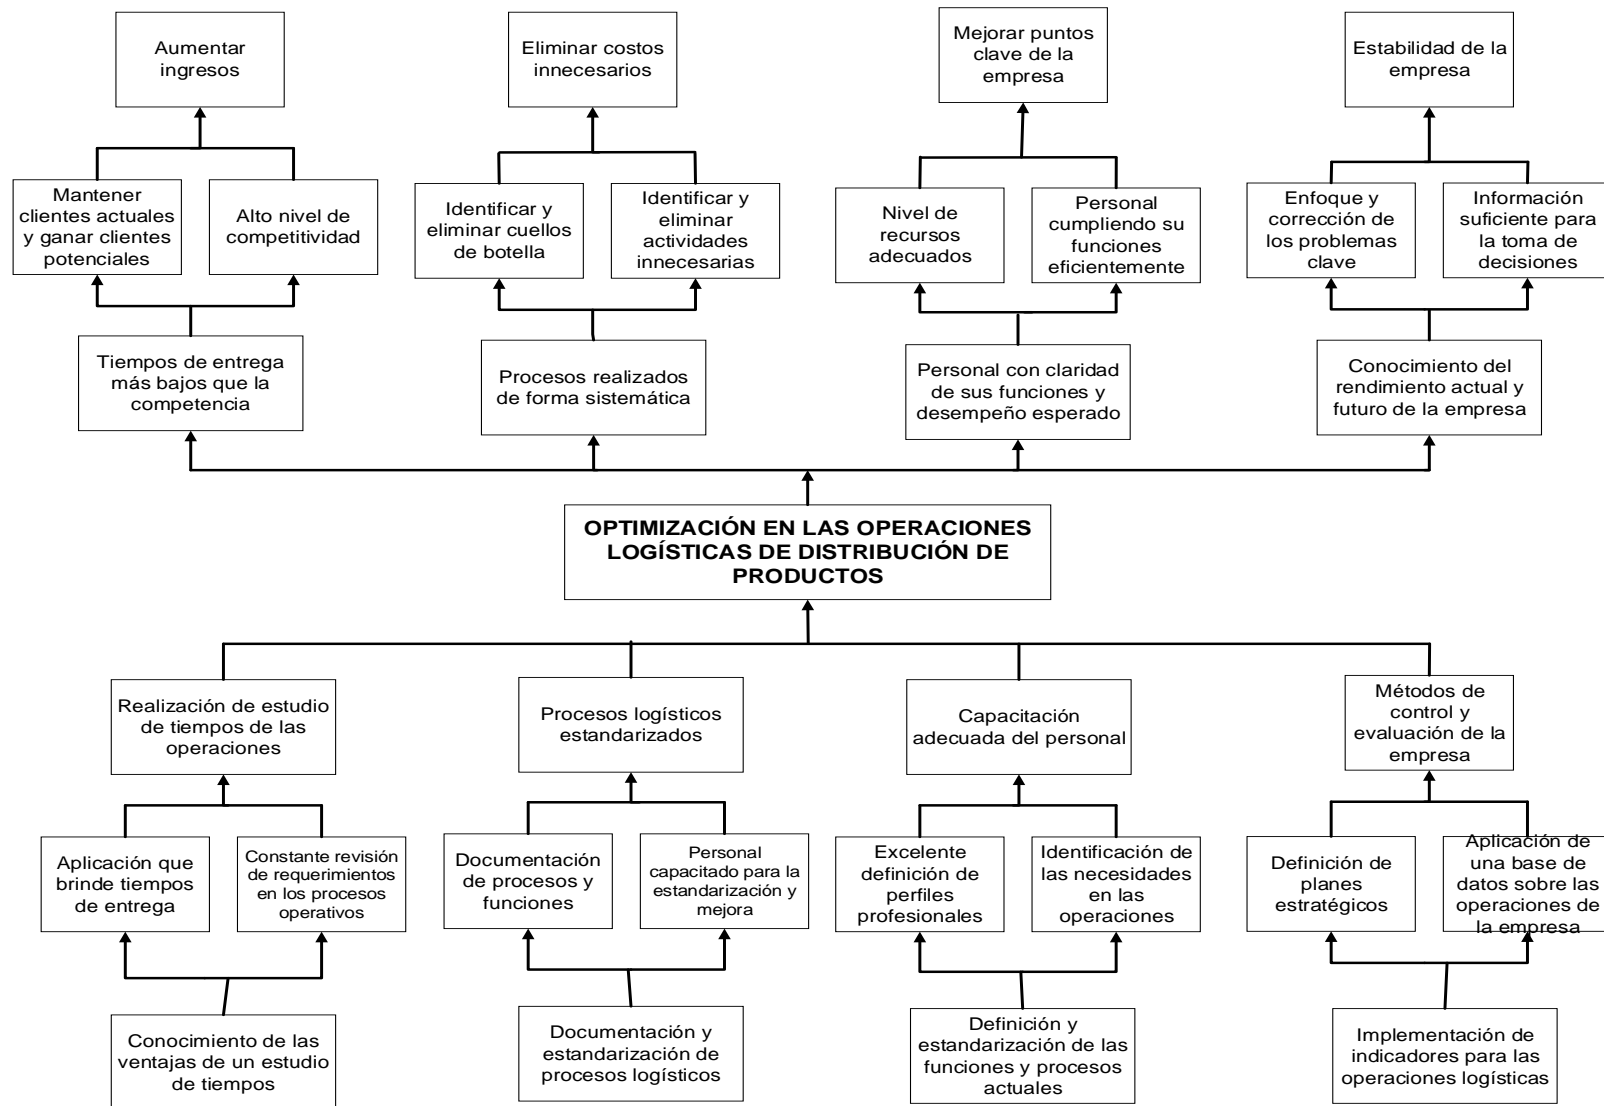 Aumentar
ingresos
Eliminar costos
innecesarios
Mejorar puntos
clave de la
empresa
Estabilidad de la
empresa
Mantener
clientes actuales
y ganar clientes
potenciales
Alto nivel de
competitividad
Identificar y
eliminar cuellos
de botella
Identificar y
eliminar
actividades
innecesarias
Nivel de
recursos
adecuados
Personal
cumpliendo su
funciones
eficientemente
Enfoque y
corrección de
los problemas
clave
Información
suficiente para
la toma de
decisiones
Tiempos de entrega
más bajos que la
competencia
Procesos realizados
de forma sistemática
Personal con claridad
de sus funciones y
desempeño esperado
Conocimiento del
rendimiento actual y
futuro de la empresa
OPTIMIZACIÓN EN LAS OPERACIONES
LOGÍSTICAS DE DISTRIBUCIÓN DE
PRODUCTOS
Realización de estudio
de tiempos de las
operaciones
Procesos logísticos
estandarizados
Capacitación
adecuada del personal
Métodos de
control y
evaluación de la
empresa
Aplicación que
brinde tiempos
de entrega
Constante revisión
de requerimientos
en los procesos
operativos
Documentación
de procesos y
funciones
Personal
capacitado para la
estandarización y
mejora
Excelente
definición de
perfiles
profesionales
Identificación de
las necesidades
en las
operaciones
Definición de
planes
estratégicos
Aplicación de
una base de
datos sobre las
operaciones de
la empresa
Conocimiento de las
ventajas de un estudio
de tiempos
Documentación y
estandarización de
procesos logísticos
Definición y
estandarización de las
funciones y procesos
actuales
Implementación de
indicadores para las
operaciones logísticas